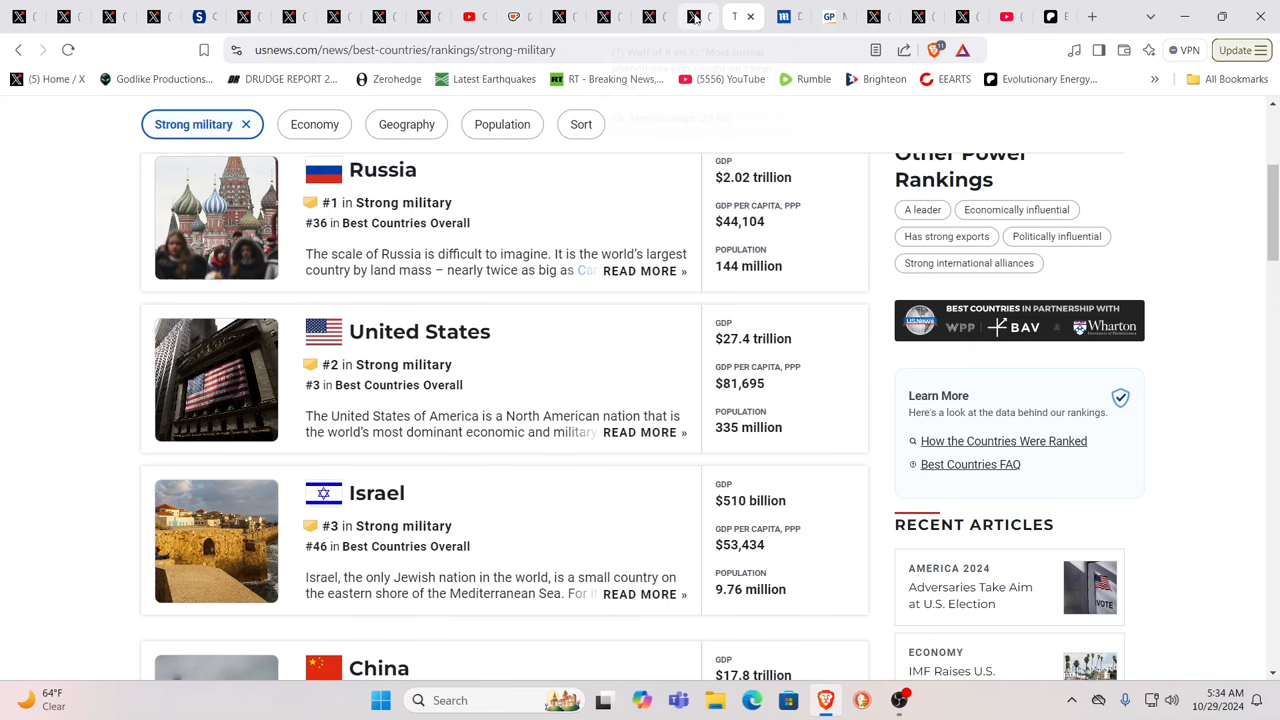 usnews.com/news/best-countries/rankings/strong-military
11
VPN
Update
(5) Home / X
Godlike Productions...
DRUDGE REPORT 2...
Zerohedge
Latest Earthquakes
RT - Breaking News,...
(5556) YouTube
Rumble
Brighteon
EEARTS
Evolutionary Energy...
»
All Bookmarks
Strong military ✕
Economy
Geography
Population
Sort
Russia
#1 in Strong military
#36 in Best Countries Overall
The scale of Russia is difficult to imagine. It is the world's largest
country by land mass – nearly twice as big as Can READ MORE »
GDP
$2.02 trillion
GDP PER CAPITA, PPP
$44,104
POPULATION
144 million
United States
#2 in Strong military
#3 in Best Countries Overall
The United States of America is a North American nation that is
the world's most dominant economic and military READ MORE »
GDP
$27.4 trillion
GDP PER CAPITA, PPP
$81,695
POPULATION
335 million
Israel
#3 in Strong military
#46 in Best Countries Overall
Israel, the only Jewish nation in the world, is a small country on
the eastern shore of the Mediterranean Sea. For it READ MORE »
GDP
$510 billion
GDP PER CAPITA, PPP
$53,434
POPULATION
9.76 million
China
GDP
$17.8 trillion
Other Power
Rankings
A leader
Economically influential
Has strong exports
Politically influential
Strong international alliances
BEST COUNTRIES IN PARTNERSHIP WITH
U.S.News WPP BAV & Wharton
Learn More
Here's a look at the data behind our rankings.
How the Countries Were Ranked
Best Countries FAQ
RECENT ARTICLES
AMERICA 2024
Adversaries Take Aim
at U.S. Election
VOTE
ECONOMY
IMF Raises U.S.
64°F
Clear
Search
5:34 AM
10/29/2024